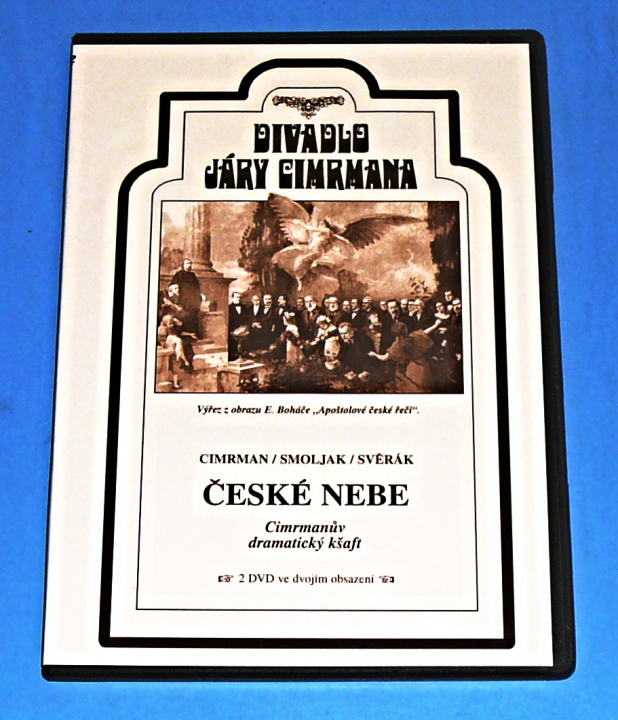 DIVADLO
JÁRY CIMRMANA
Výřez z obrazu E. Boháče „Apoštolové české řeči“.
CIMRMAN / SMOLJAK / SVĚRÁK
ČESKÉ NEBE
Cimrmanův
dramatický kšaft
☞ 2 DVD ve dvojím obsazení ☜